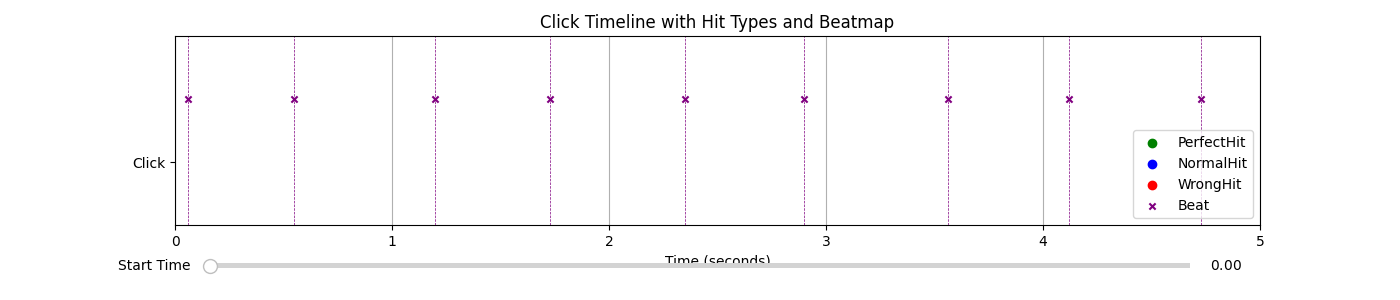 Click Timeline with Hit Types and Beatmap
Click
PerfectHit
NormalHit
WrongHit
Beat
0 1 2 3 4 5
Time (seconds)
Start Time 0.00